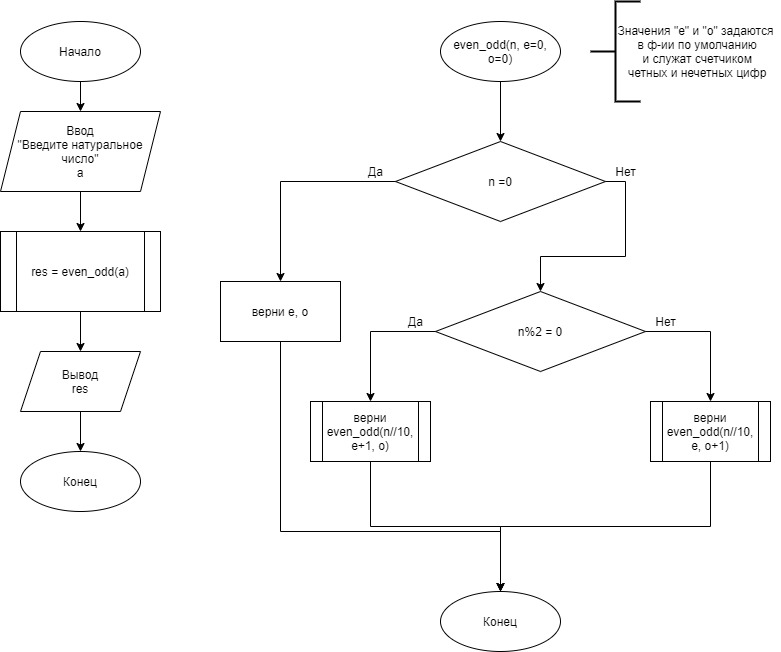 Начало
Ввод
"Введите натуральное
число"
a
res = even_odd(a)
Вывод
res
Конец
even_odd(n, e=0,
o=0)
Значения "e" и "o" задаются
в ф-ии по умолчанию
и служат счетчиком
четных и нечетных цифр
n =0
Да
Нет
верни e, o
n%2 = 0
Да
Нет
верни
even_odd(n//10,
e+1, o)
верни
even_odd(n//10,
e, o+1)
Конец